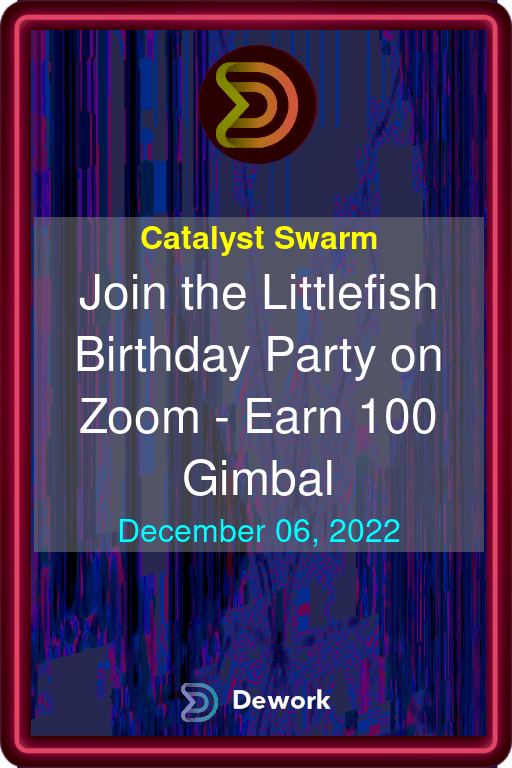 Catalyst Swarm
Join the Littlefish
Birthday Party on
Zoom - Earn 100
Gimbal
December 06, 2022
Dework